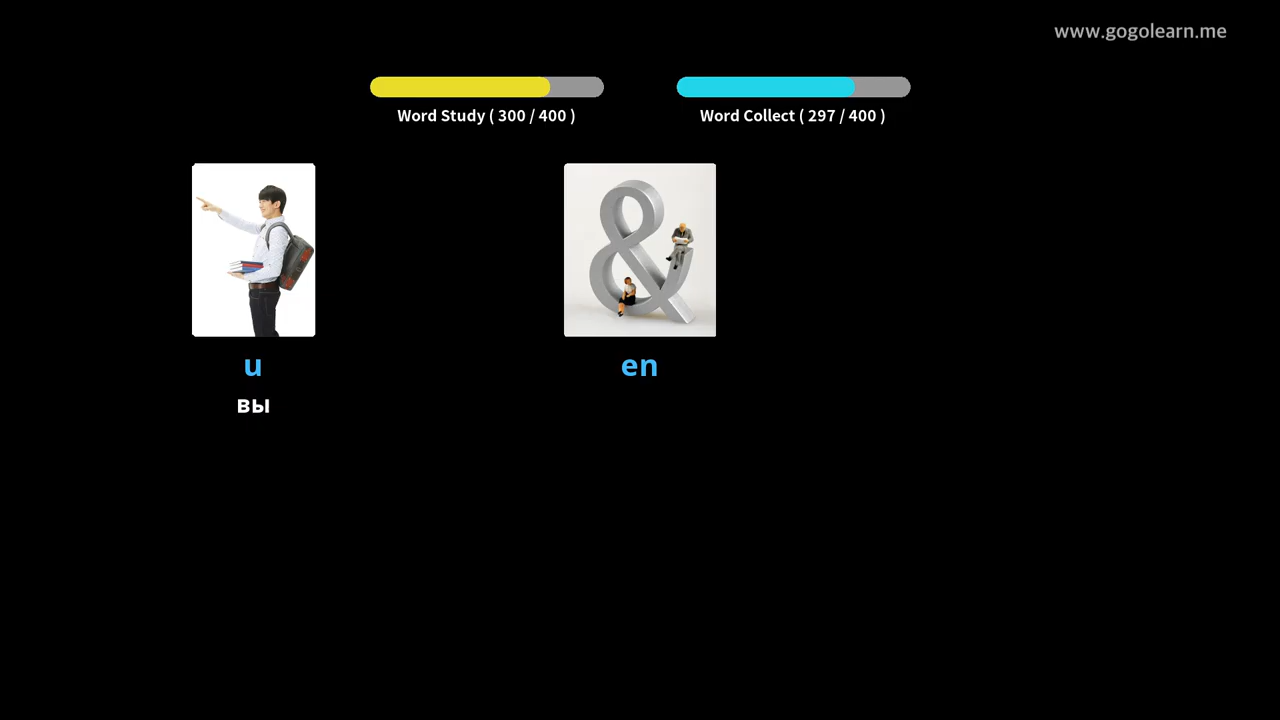 www.gogolearn.me
Word Study ( 300 / 400 )
Word Collect ( 297 / 400 )
&
u
en
вы